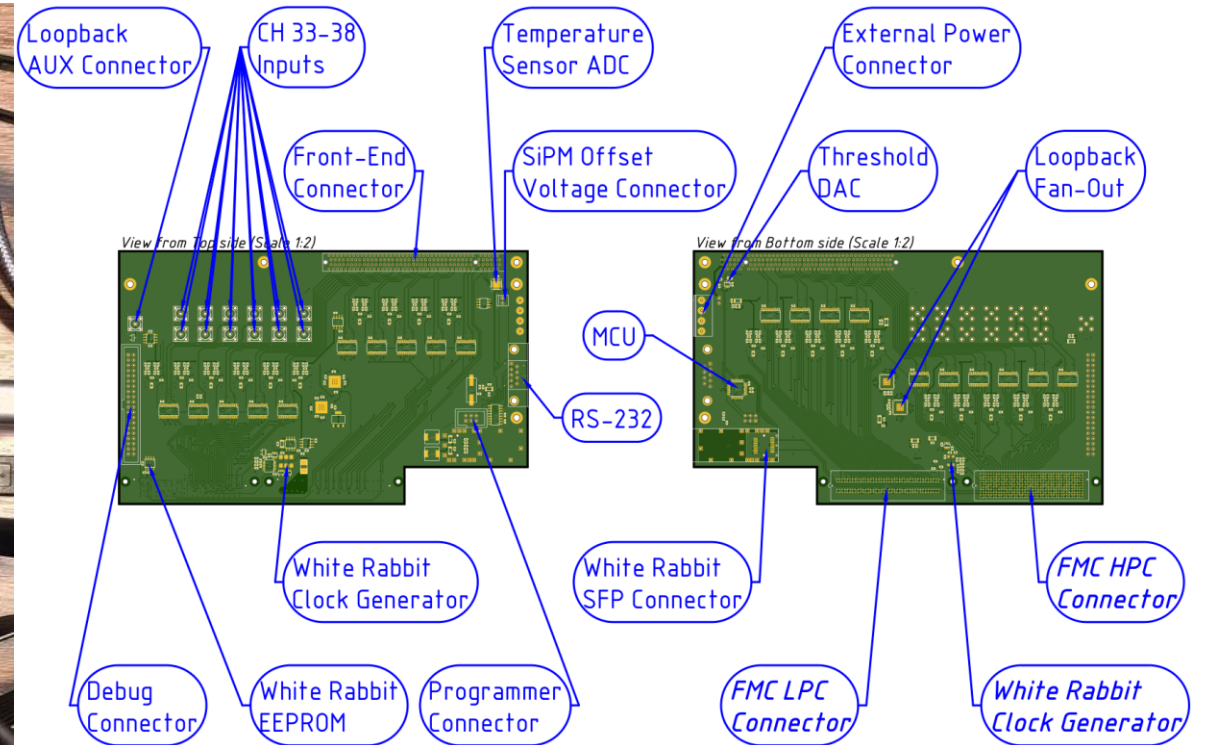 Loopback
AUX Connector
CH 33-38
Inputs
Temperature
Sensor ADC
External Power
Connector
Front-End
Connector
SiPM Offset
Voltage Connector
Threshold
DAC
Loopback
Fan-Out
View from Top side (Scale 1:2)
View from Bottom side (Scale 1:2)
MCU
RS-232
White Rabbit
Clock Generator
White Rabbit
SFP Connector
FMC HPC
Connector
Debug
Connector
White Rabbit
EEPROM
Programmer
Connector
FMC LPC
Connector
White Rabbit
Clock Generator